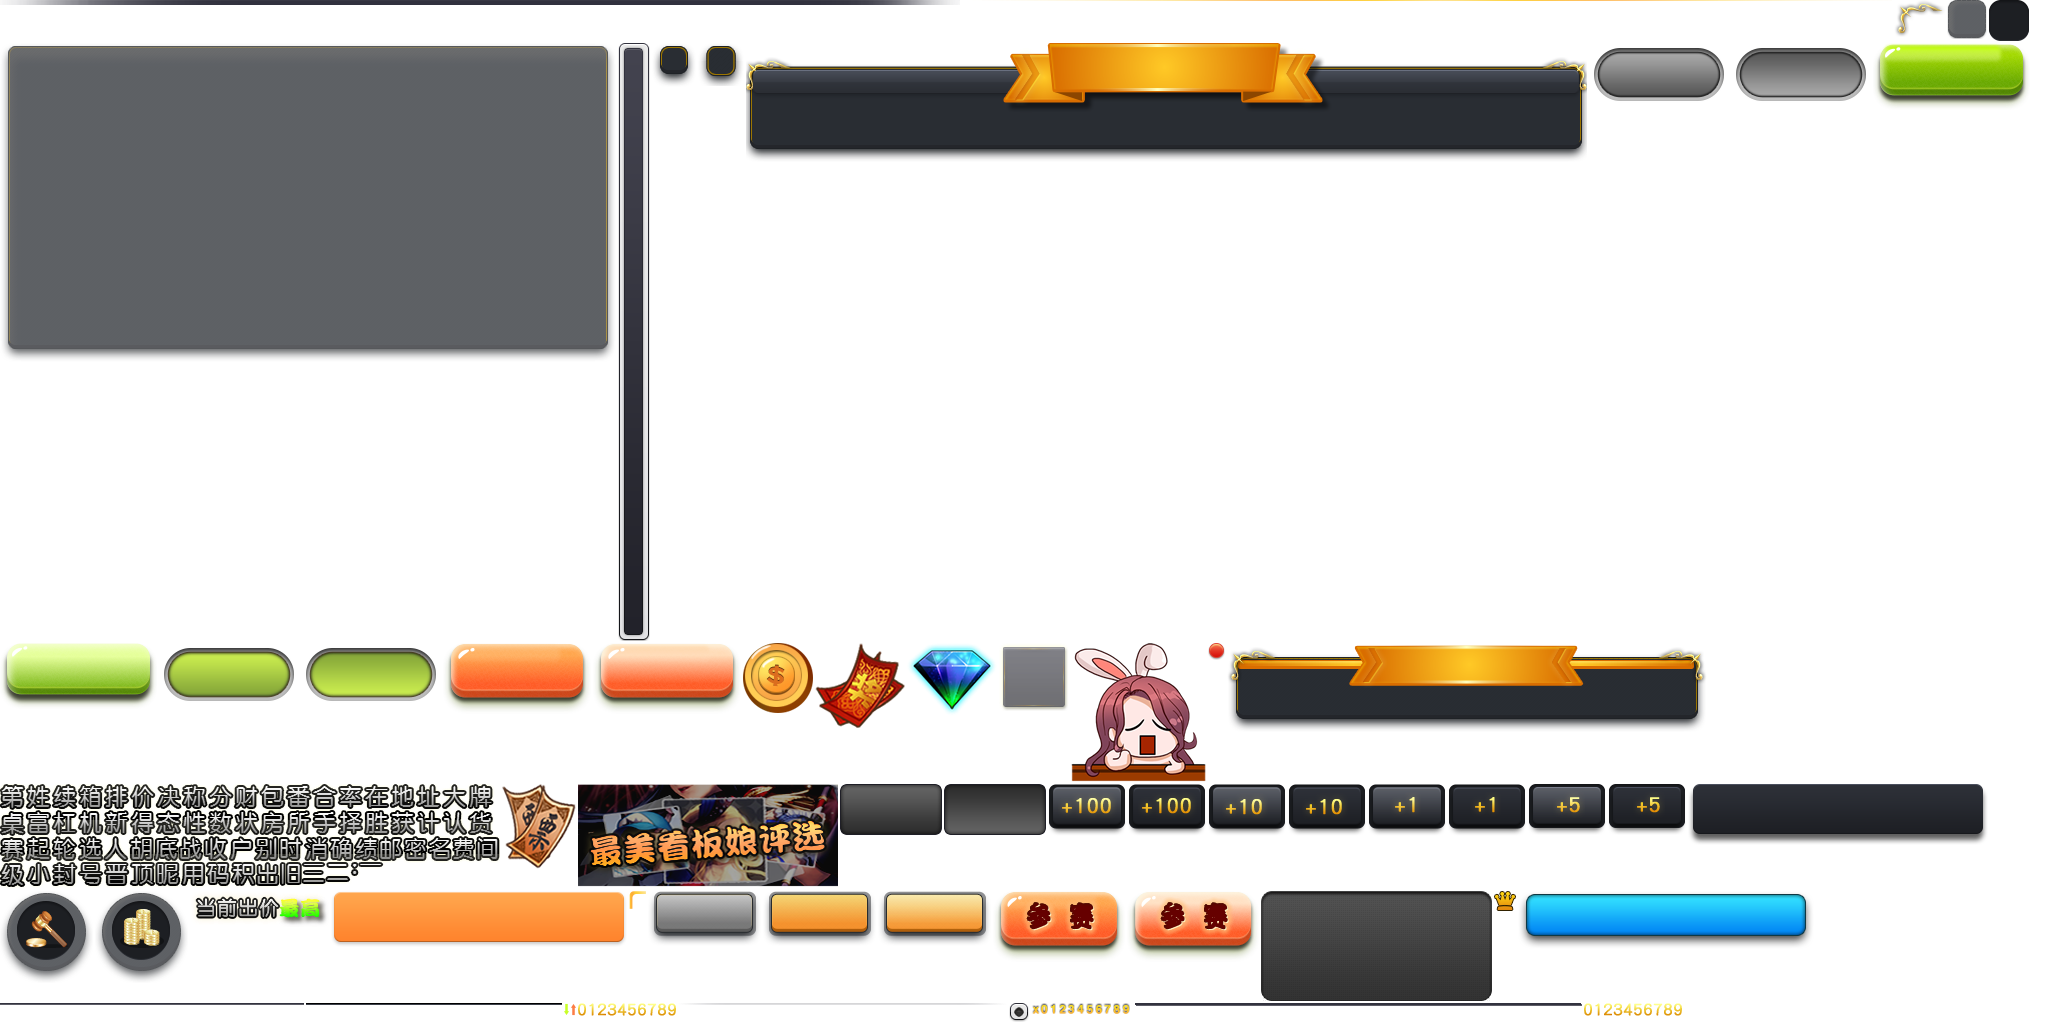 第姓续箱排价决称分财包番合率在地址大牌
桌富杠机新得态性数状房所手择胜获计认货
赛起轮选人胡底战收户别时消确绩邮密名费间
级小封号晋顶昵用码积出旧三二:一
最美看板娘评选
+100
+100
+10
+10
+1
+1
+5
+5
当前出价最高
参 赛
参 赛
0123456789
x0123456789
0123456789